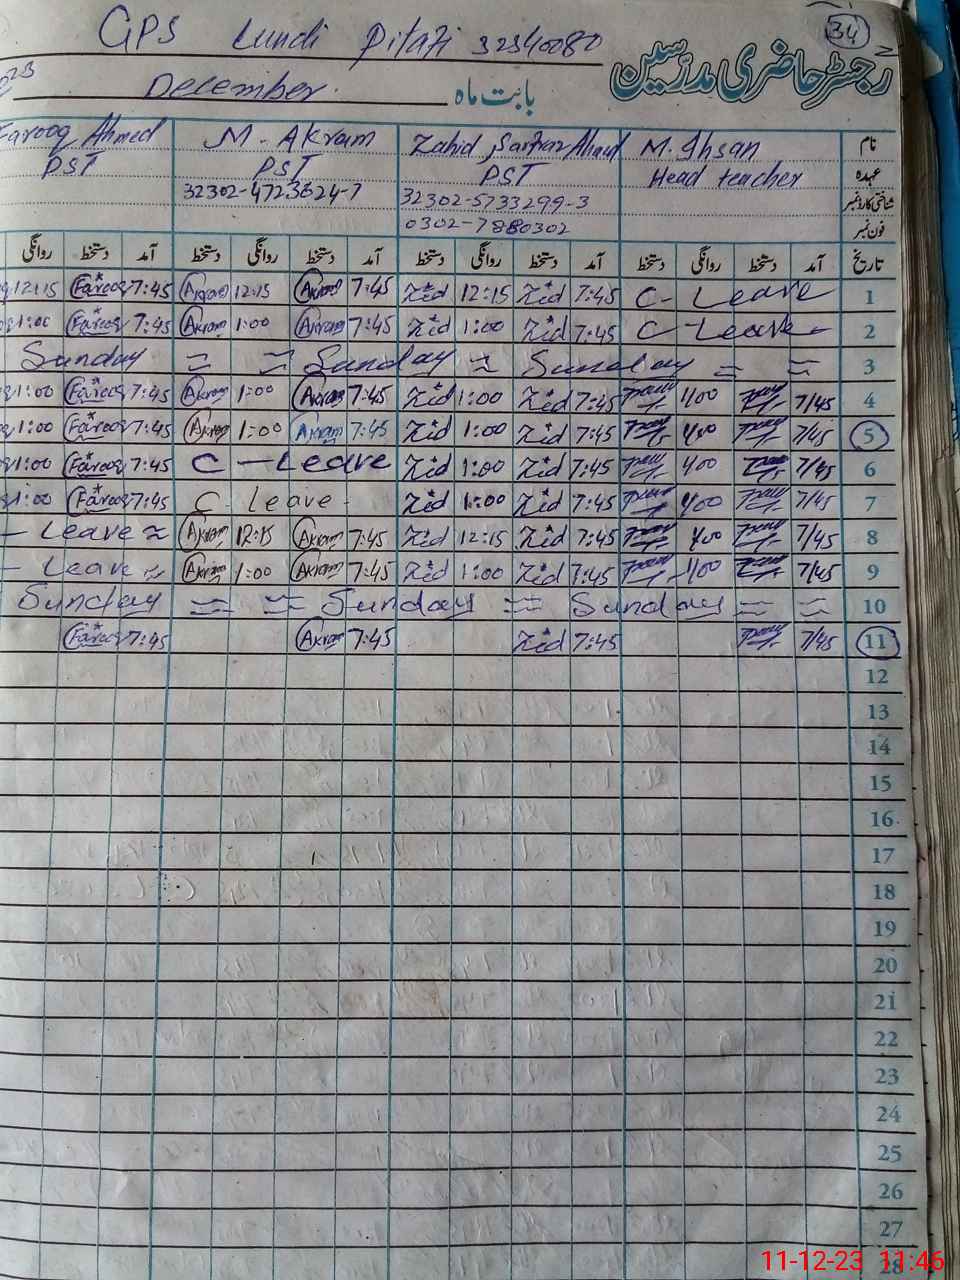 34
GPS Lundi Pitafi 32340080
رجسٹر حاضری مدرسین
December بابت ماہ
Farooq Ahmed M. Akram Zahid Sarfraz Ahmad M. Ihsan نام
PST PST PST Head teacher عہدہ
32302-4723624-7 32302-5733299-3 شناختی کارڈ نمبر
0302-7880302 فون نمبر
روانگی دستخط آمد دستخط روانگی دستخط آمد دستخط روانگی دستخط آمد دستخط روانگی دستخط آمد تاریخ
12:15 Farooq 7:45 Akram 12:15 Akram 7:45 Zid 12:15 Zid 7:45 C- Leave 1
1:00 Farooq 7:45 Akram 1:00 Akram 7:45 Zid 1:00 Zid 7:45 C- Leave 2
Sunday = = Sunday = Sunday = = 3
1:00 Farooq 7:45 Akram 1:00 Akram 7:45 Zid 1:00 Zid 7:45 1/00 7/45 4
1:00 Farooq 7:45 Akram 1:00 Akram 7:45 Zid 1:00 Zid 7:45 1/00 7/45 5
1:00 Farooq 7:45 C - Leave Zid 1:00 Zid 7:45 1/00 7/45 6
1:00 Farooq 7:45 C Leave - Zid 1:00 Zid 7:45 1/00 7/45 7
- Leave = Akram 12:15 Akram 7:45 Zid 12:15 Zid 7:45 1/00 7/45 8
- Leave = Akram 1:00 Akram 7:45 Zid 1:00 Zid 7:45 1/00 7/45 9
Sunday = = Sunday = Sunday = = 10
Farooq 7:45 Akram 7:45 Zid 7:45 7/45 11
12
13
14
15
16
17
18
19
20
21
22
23
24
25
26
27
28
11-12-23 11:46